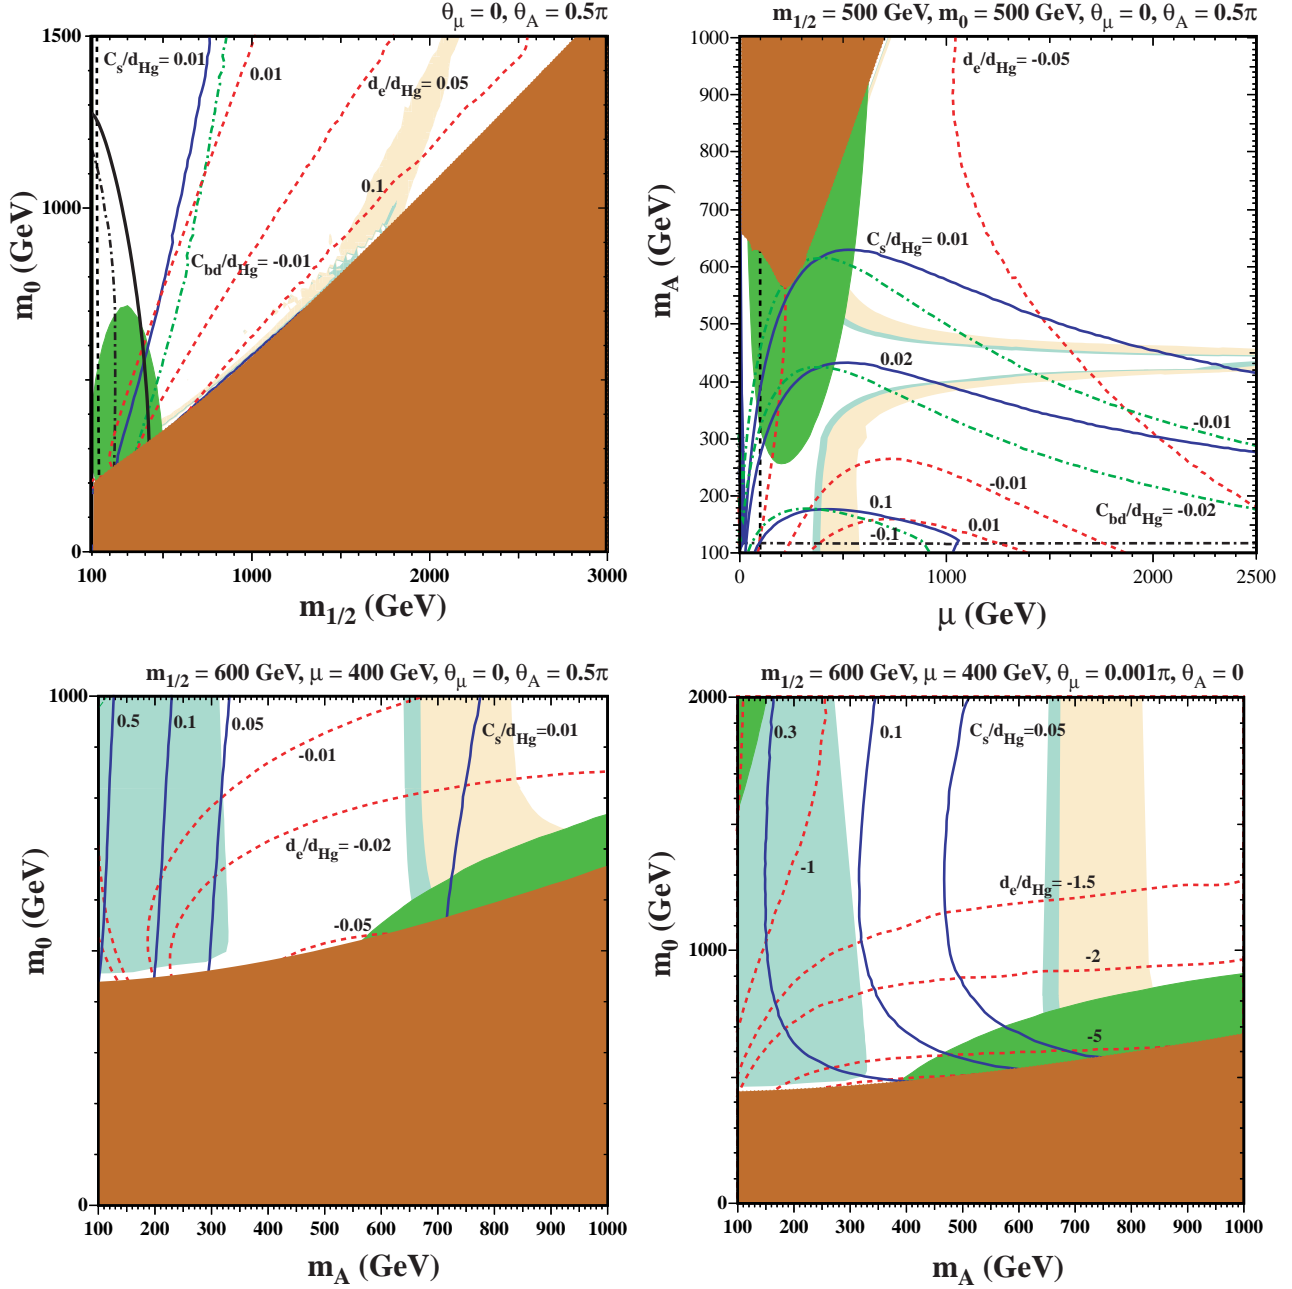 θμ = 0, θA = 0.5π
1500
1000
0
m0 (GeV)
Cs/dHg= 0.01
0.01
de/dHg= 0.05
0.1
Cbd/dHg= -0.01
100 1000 2000 3000
m1/2 (GeV)
m1/2 = 500 GeV, m0 = 500 GeV, θμ = 0, θA = 0.5π
1000
900
800
700
600
500
400
300
200
100
mA (GeV)
de/dHg= -0.05
Cs/dHg= 0.01
0.02
-0.01
-0.01
Cbd/dHg= -0.02
0.1
0.01
-0.1
0 1000 2000 2500
μ (GeV)
m1/2 = 600 GeV, μ = 400 GeV, θμ = 0, θA = 0.5π
1000
0
m0 (GeV)
0.5
0.1
0.05
-0.01
Cs/dHg=0.01
de/dHg= -0.02
-0.05
100 200 300 400 500 600 700 800 900 1000
mA (GeV)
m1/2 = 600 GeV, μ = 400 GeV, θμ = 0.001π, θA = 0
2000
1000
0
m0 (GeV)
0.3
0.1
Cs/dHg=0.05
-1
de/dHg= -1.5
-2
-5
100 200 300 400 500 600 700 800 900 1000
mA (GeV)